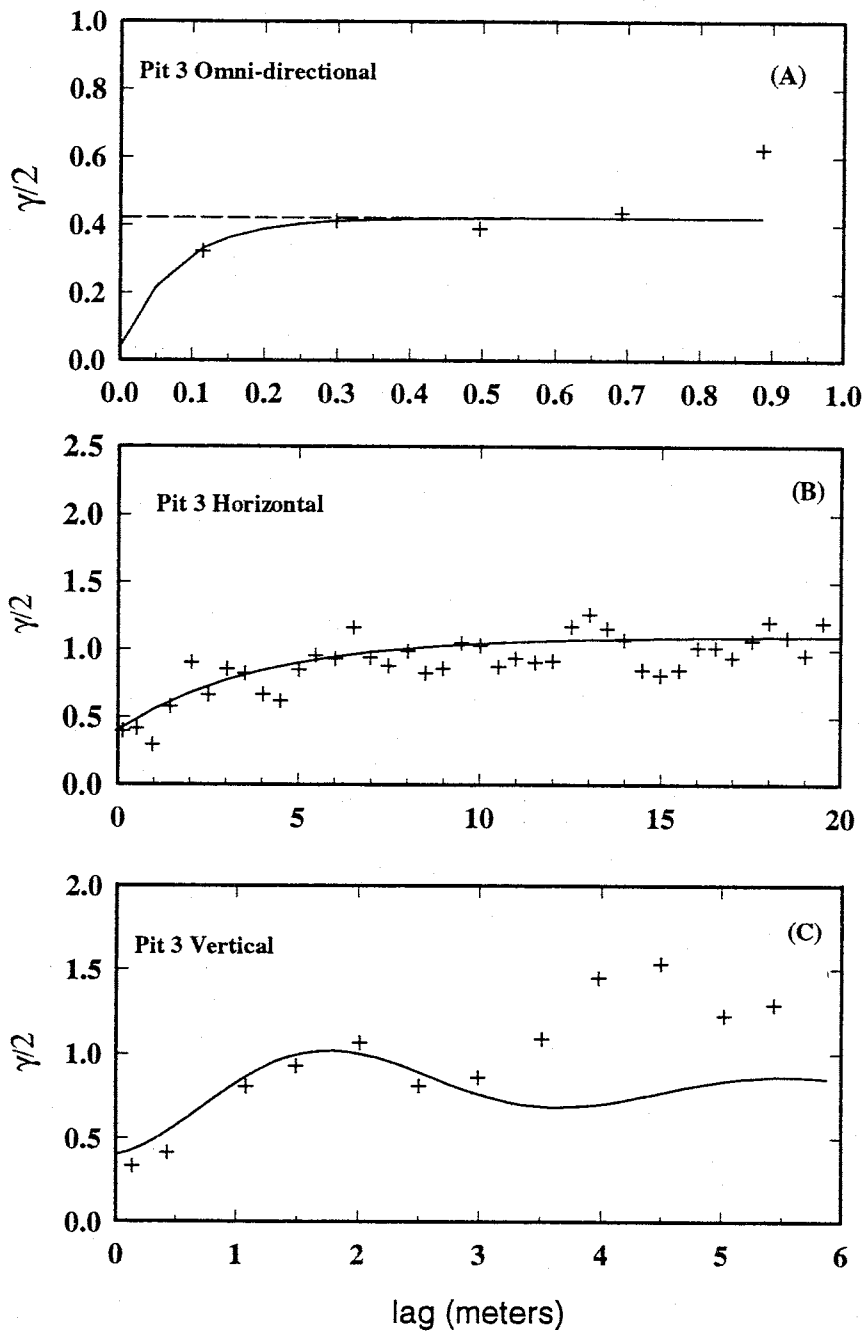 1.0
Pit 3 Omni-directional
(A)
0.8
0.6
γ/2
0.4
0.2
0.0
0.0 0.1 0.2 0.3 0.4 0.5 0.6 0.7 0.8 0.9 1.0
2.5
Pit 3 Horizontal
(B)
2.0
1.5
γ/2
1.0
0.5
0.0
0 5 10 15 20
2.0
Pit 3 Vertical
(C)
1.5
γ/2
1.0
0.5
0.0
0 1 2 3 4 5 6
lag (meters)